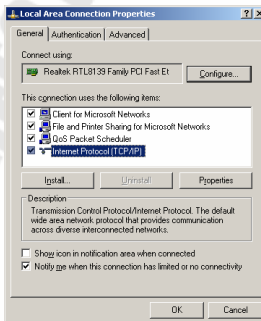 Local Area Connection Properties
General Authentication Advanced
Connect using:
Realtek RTL8139 Family PCI Fast Et
Configure...
This connection uses the following items:
Client for Microsoft Networks
File and Printer Sharing for Microsoft Networks
QoS Packet Scheduler
Internet Protocol (TCP/IP)
Install... Uninstall Properties
Description
Transmission Control Protocol/Internet Protocol. The default
wide area network protocol that provides communication
across diverse interconnected networks.
Show icon in notification area when connected
Notify me when this connection has limited or no connectivity
OK Cancel